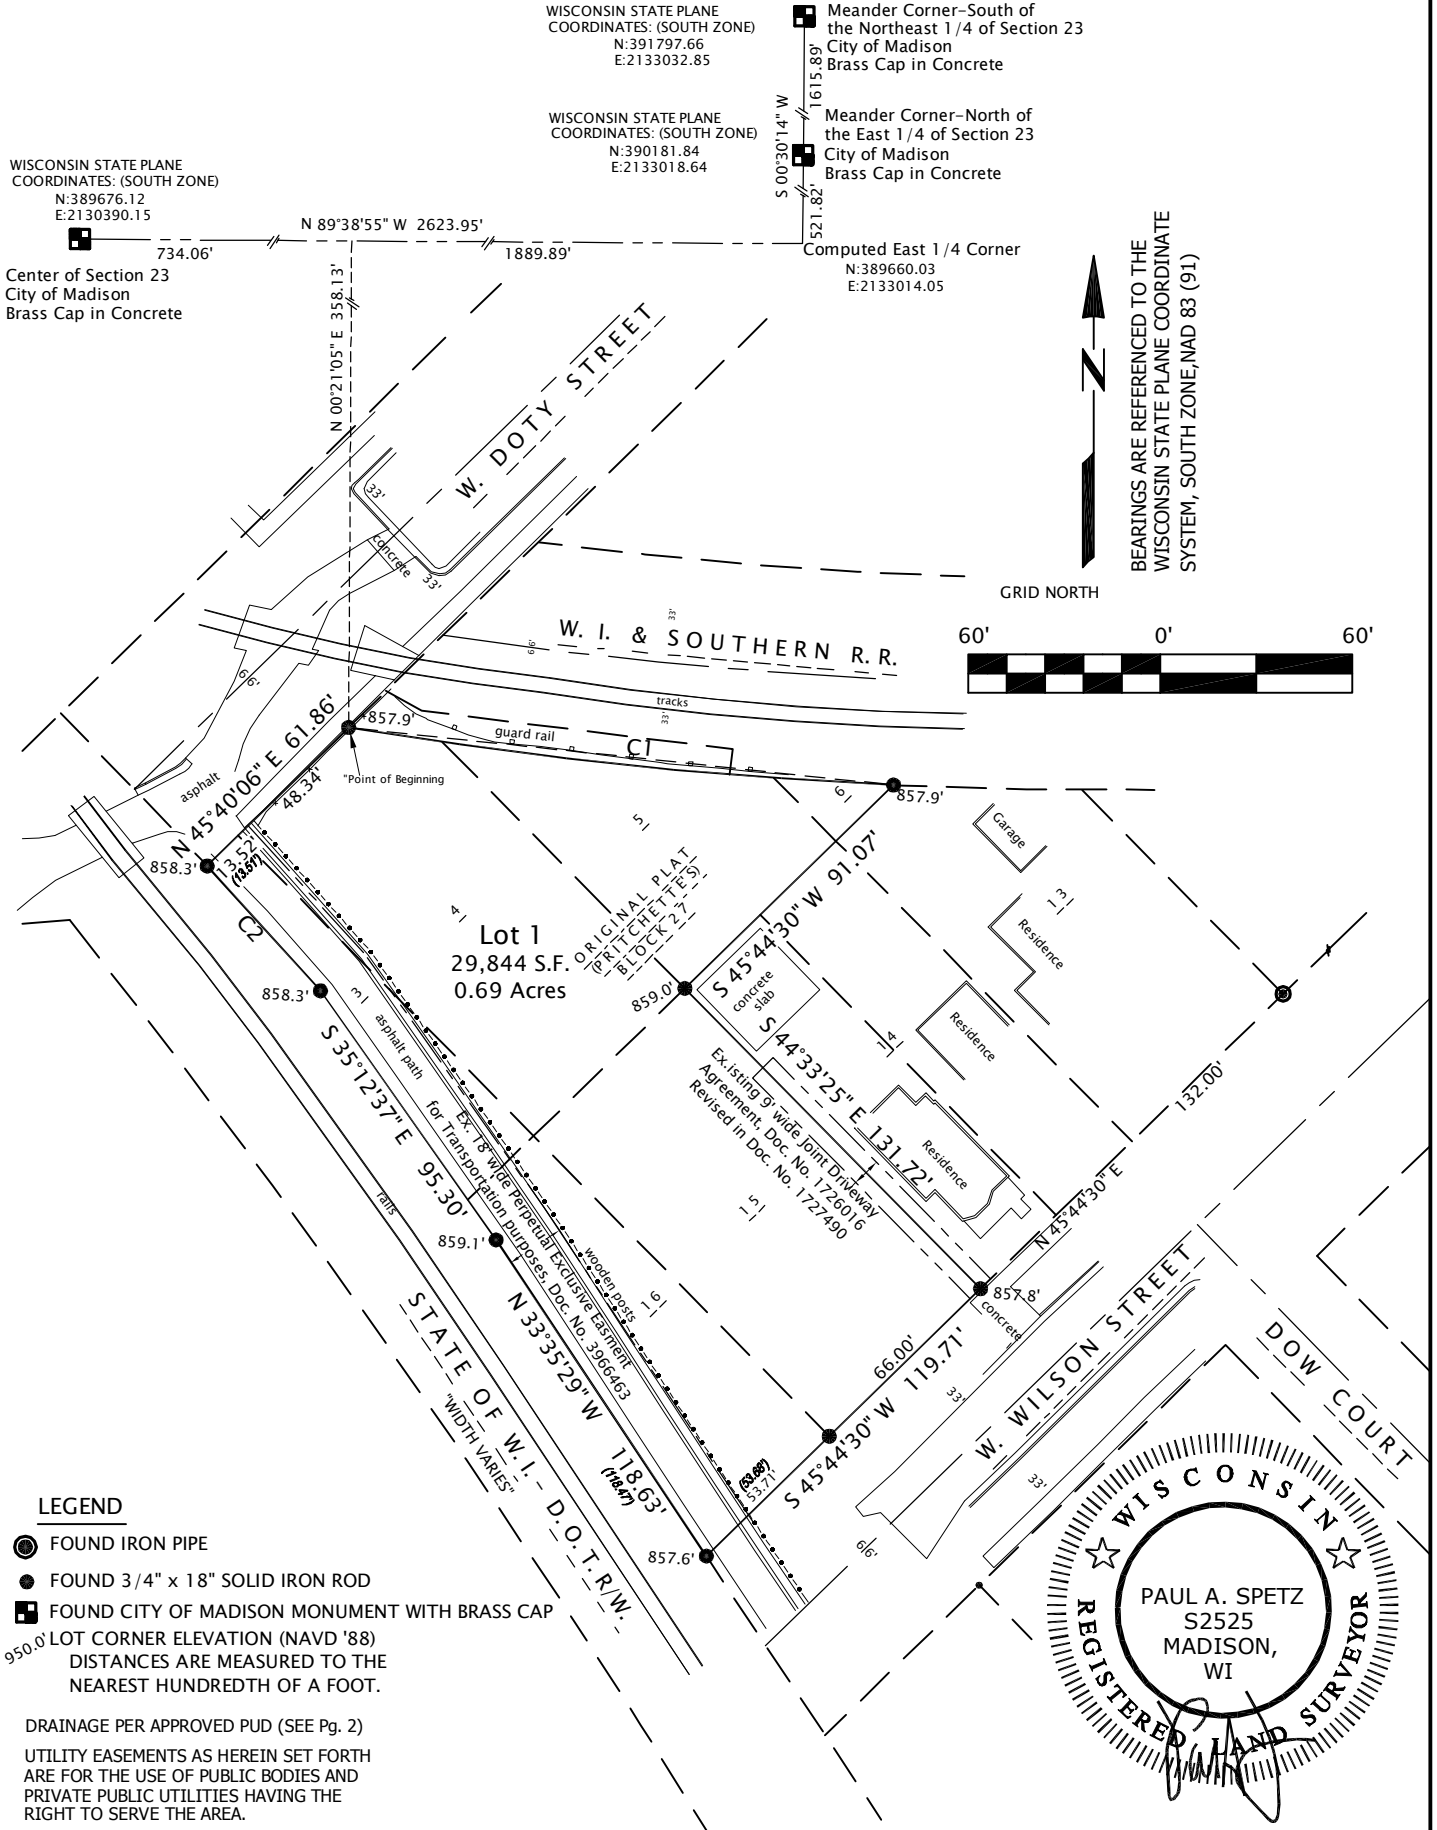 WISCONSIN STATE PLANE
COORDINATES: (SOUTH ZONE)
N:391797.66
E:2133032.85
Meander Corner-South of
the Northeast 1/4 of Section 23
City of Madison
Brass Cap in Concrete
1615.89'
S 00°30'14" W
WISCONSIN STATE PLANE
COORDINATES: (SOUTH ZONE)
N:390181.84
E:2133018.64
Meander Corner-North of
the East 1/4 of Section 23
City of Madison
Brass Cap in Concrete
521.82'
WISCONSIN STATE PLANE
COORDINATES: (SOUTH ZONE)
N:389676.12
E:2130390.15
N 89°38'55" W 2623.95'
734.06'
1889.89'
Computed East 1/4 Corner
N:389660.03
E:2133014.05
Center of Section 23
City of Madison
Brass Cap in Concrete
N 00°21'05" E 358.13'
W. DOTY STREET
33'
concrete
33'
BEARINGS ARE REFERENCED TO THE
WISCONSIN STATE PLANE COORDINATE
SYSTEM, SOUTH ZONE,NAD 83 (91)
N
GRID NORTH
60' 0' 60'
W. I. & SOUTHERN R.R.
33'
66'
tracks
33'
66'
857.9'
guard rail
C1
"Point of Beginning
asphalt
N 45°40'06" E 61.86'
48.34'
13.52'
(13.51')
858.3'
C2
858.3'
857.9'
6
5
4
3
ORIGINAL PLAT
(PRITCHETTE'S)
BLOCK 27
Lot 1
29,844 S.F.
0.69 Acres
S 45°44'30" W 91.07'
859.0'
concrete
slab
Garage
13
Residence
Residence
14
Residence
S 44°33'25" E 131.72'
Ex.isting 9' wide Joint Driveway
Agreement, Doc. No. 1726016
Revised in Doc. No. 1727490
15
16
132.00'
N 45°44'30" E
asphalt path
S 35°12'37" E 95.30'
Ex. 18' wide Perpetual Exclusive Easment
for Transportation purposes, Doc. No. 3966463
wooden posts
rails
859.1'
N 33°35'29" W 118.63'
(118.47')
857.8'
concrete
66.00'
S 45°44'30" W 119.71'
(53.68')
53.71'
857.6'
33'
W. WILSON STREET
33'
66'
DOW COURT
STATE OF W.I. - D.O.T. R/W.
"WIDTH VARIES"
LEGEND
FOUND IRON PIPE
FOUND 3/4" x 18" SOLID IRON ROD
FOUND CITY OF MADISON MONUMENT WITH BRASS CAP
950.0' LOT CORNER ELEVATION (NAVD '88)
DISTANCES ARE MEASURED TO THE
NEAREST HUNDREDTH OF A FOOT.
DRAINAGE PER APPROVED PUD (SEE Pg. 2)
UTILITY EASEMENTS AS HEREIN SET FORTH
ARE FOR THE USE OF PUBLIC BODIES AND
PRIVATE PUBLIC UTILITIES HAVING THE
RIGHT TO SERVE THE AREA.
WISCONSIN
PAUL A. SPETZ
S2525
MADISON,
WI
REGISTERED LAND SURVEYOR